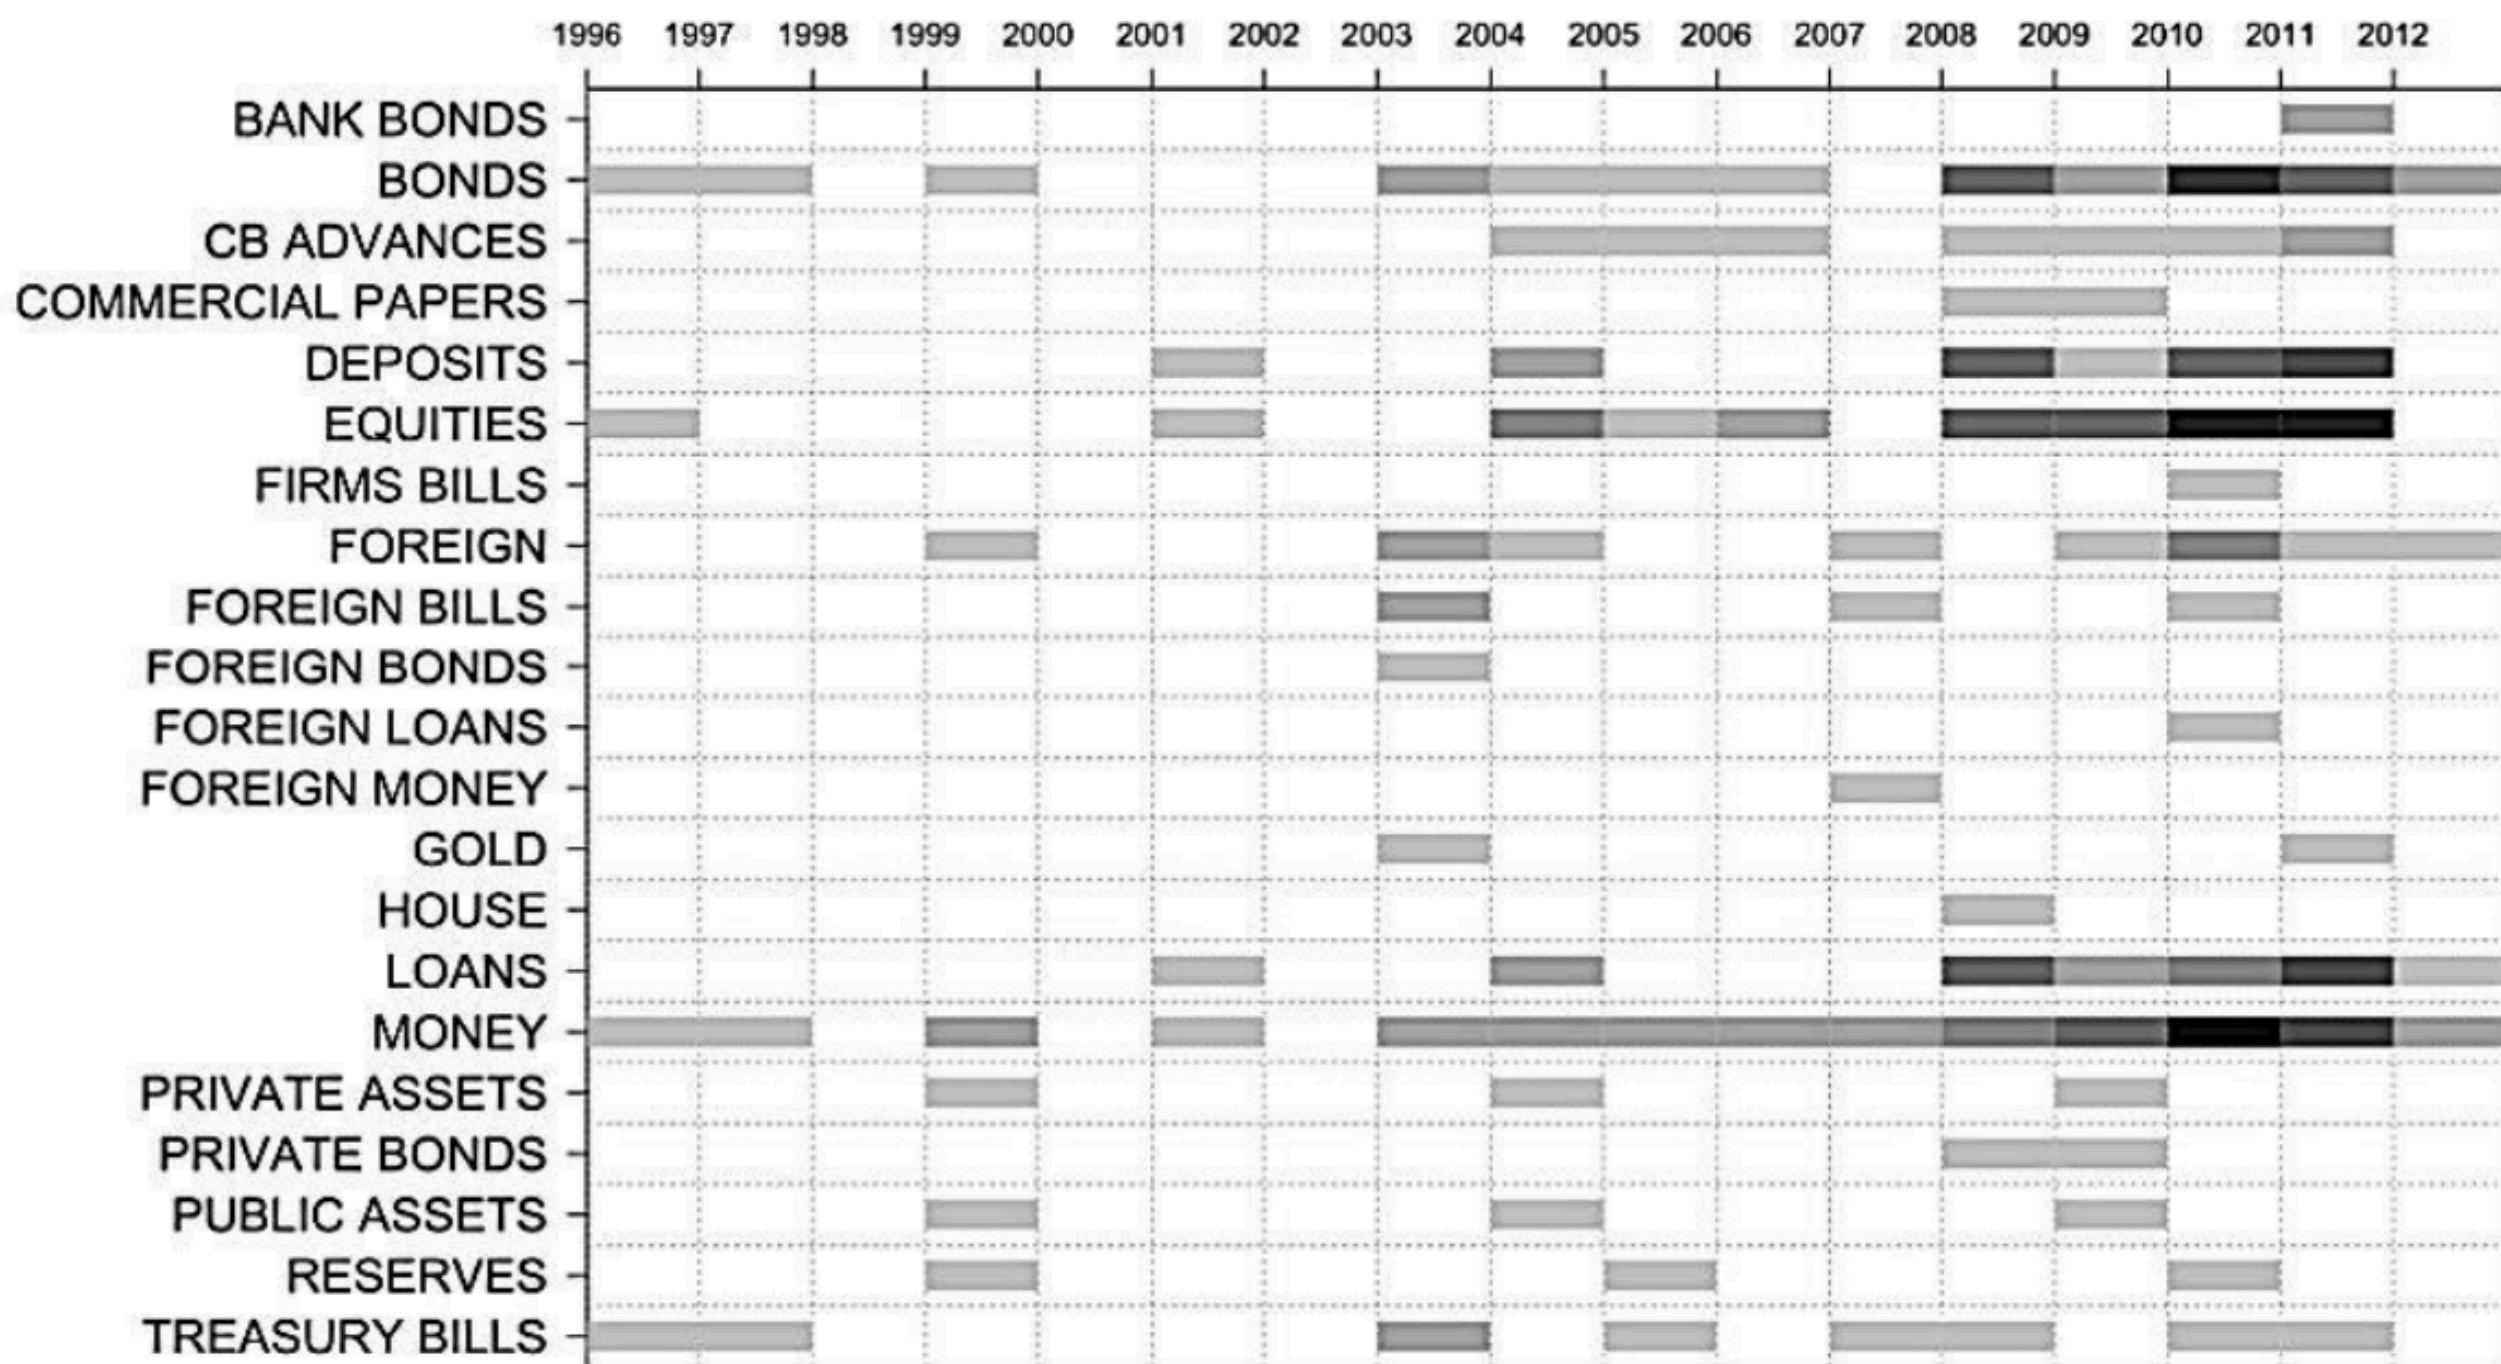 1996 1997 1998 1999 2000 2001 2002 2003 2004 2005 2006 2007 2008 2009 2010 2011 2012
BANK BONDS
BONDS
CB ADVANCES
COMMERCIAL PAPERS
DEPOSITS
EQUITIES
FIRMS BILLS
FOREIGN
FOREIGN BILLS
FOREIGN BONDS
FOREIGN LOANS
FOREIGN MONEY
GOLD
HOUSE
LOANS
MONEY
PRIVATE ASSETS
PRIVATE BONDS
PUBLIC ASSETS
RESERVES
TREASURY BILLS